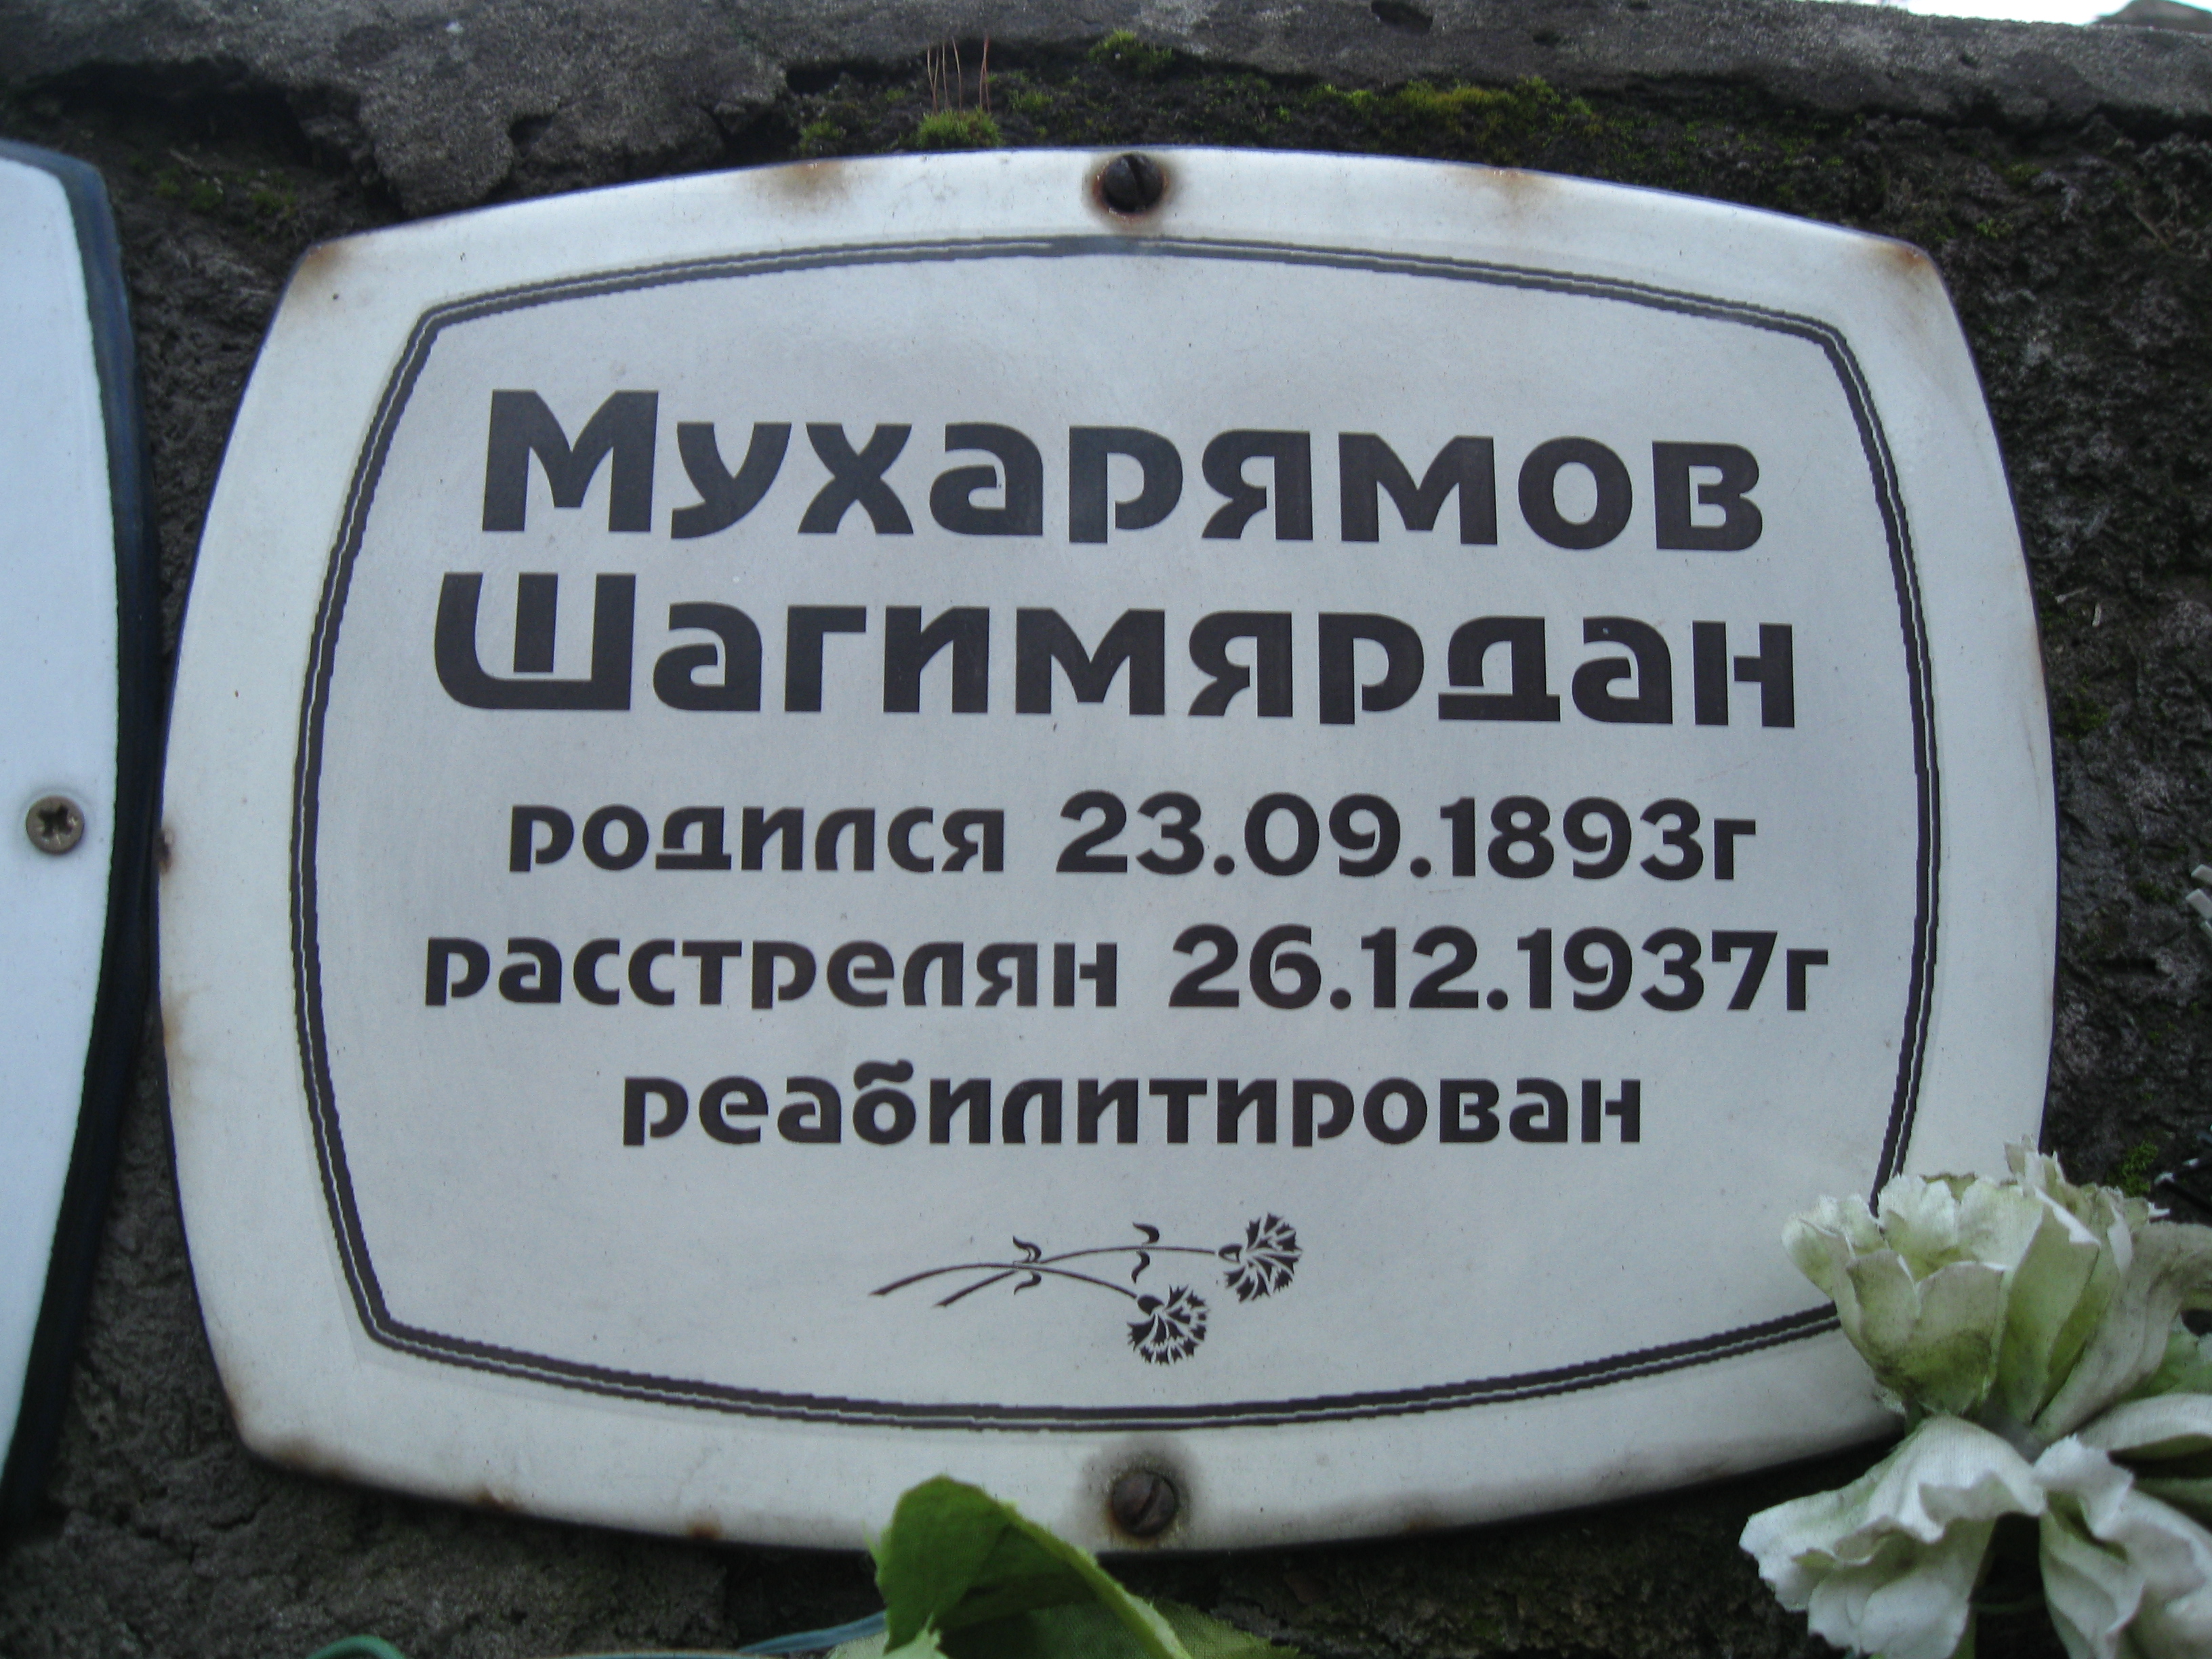 Мухарямов
Шагимярдан
родился 23.09.1893г
расстрелян 26.12.1937г
реабилитирован